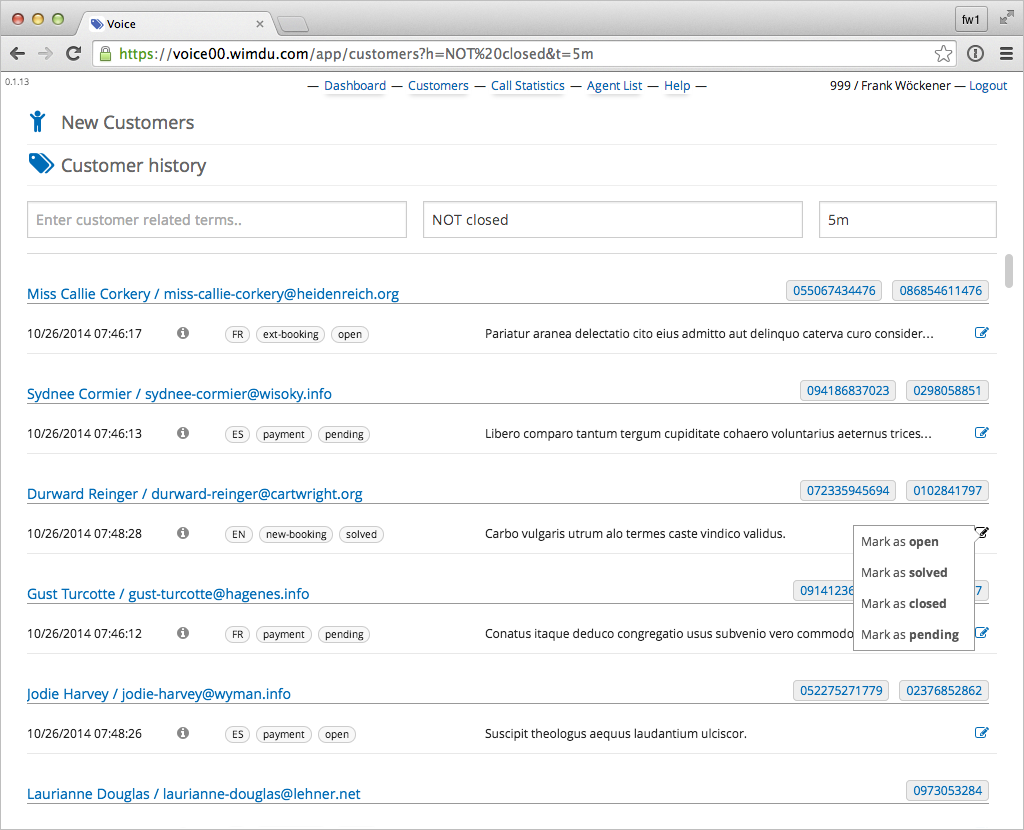 Voice
fw1
https://voice00.wimdu.com/app/customers?h=NOT%20closed&t=5m
0.1.13
— Dashboard — Customers — Call Statistics — Agent List — Help —
999 / Frank Wöckener — Logout
New Customers
Customer history
Enter customer related terms..
NOT closed
5m
Miss Callie Corkery / miss-callie-corkery@heidenreich.org 055067434476 086854611476
10/26/2014 07:46:17 FR ext-booking open Pariatur aranea delectatio cito eius admitto aut delinquo caterva curo consider...
Sydnee Cormier / sydnee-cormier@wisoky.info 094186837023 0298058851
10/26/2014 07:46:13 ES payment pending Libero comparo tantum tergum cupiditate cohaero voluntarius aeternus trices...
Durward Reinger / durward-reinger@cartwright.org 072335945694 0102841797
10/26/2014 07:48:28 EN new-booking solved Carbo vulgaris utrum alo termes caste vindico validus.
Mark as open
Mark as solved
Mark as closed
Mark as pending
Gust Turcotte / gust-turcotte@hagenes.info 09141236 7
10/26/2014 07:46:12 FR payment pending Conatus itaque deduco congregatio usus subvenio vero commodo
Jodie Harvey / jodie-harvey@wyman.info 052275271779 02376852862
10/26/2014 07:48:26 ES payment open Suscipit theologus aequus laudantium ulciscor.
Laurianne Douglas / laurianne-douglas@lehner.net 0973053284